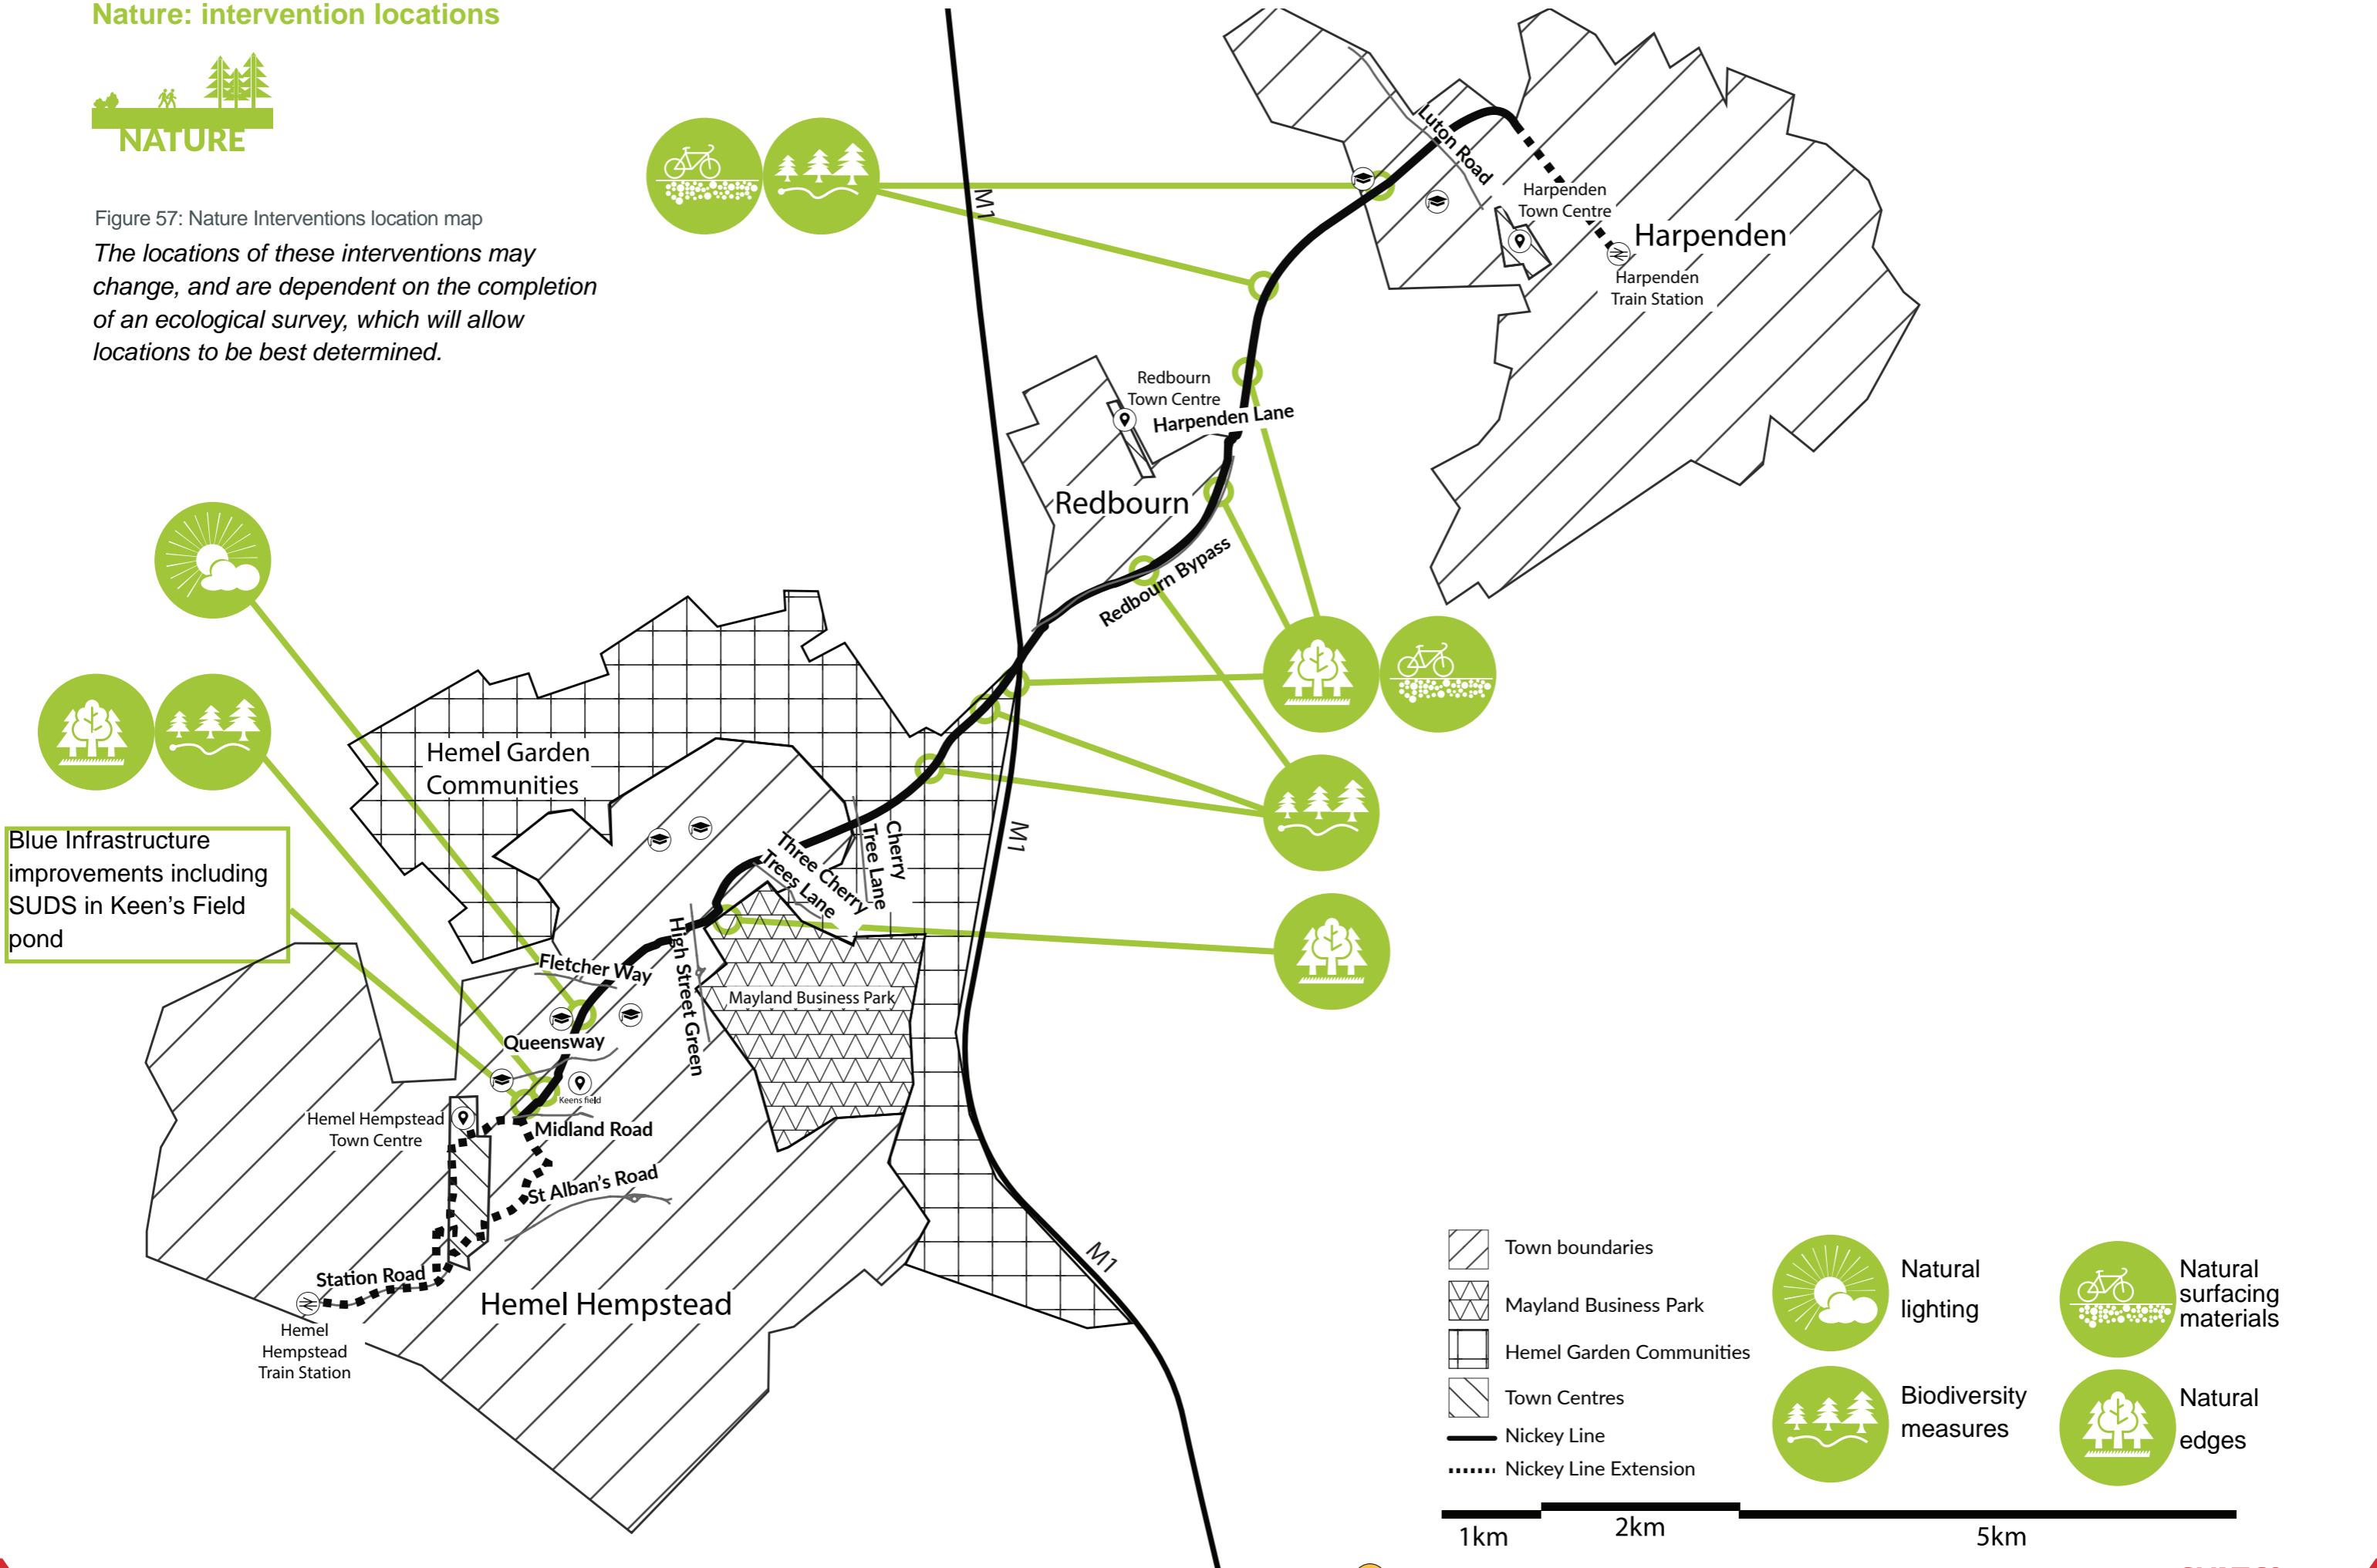 Nature: intervention locations
NATURE
Figure 57: Nature Interventions location map
The locations of these interventions may
change, and are dependent on the completion
of an ecological survey, which will allow
locations to be best determined.
M1
Luton Road
Harpenden
Town Centre
Harpenden
Harpenden
Train Station
Redbourn
Town Centre
Harpenden Lane
Redbourn
Redbourn Bypass
Hemel Garden
Communities
Blue Infrastructure
improvements including
SUDS in Keen's Field
pond
Cherry
Tree Lane
Three Cherry
Trees Lane
M1
High Street Green
Fletcher Way
Mayland Business Park
Queensway
Keens field
Hemel Hempstead
Town Centre
Midland Road
St Alban's Road
Station Road
Hemel Hempstead
Hemel
Hempstead
Train Station
M1
Town boundaries
Mayland Business Park
Hemel Garden Communities
Town Centres
Nickey Line
Nickey Line Extension
Natural
lighting
Biodiversity
measures
Natural
surfacing
materials
Natural
edges
1km
2km
5km